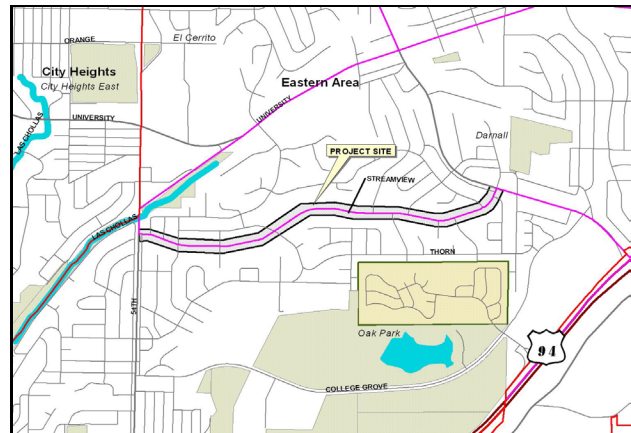 ORANGE
El Cerrito
City Heights
City Heights East
Eastern Area
UNIVERSITY
UNIVERSITY
LAS CHOLLAS
Darnall
PROJECT SITE
STREAMVIEW
LAS CHOLLAS
THORN
54TH
Oak Park
94
COLLEGE GROVE